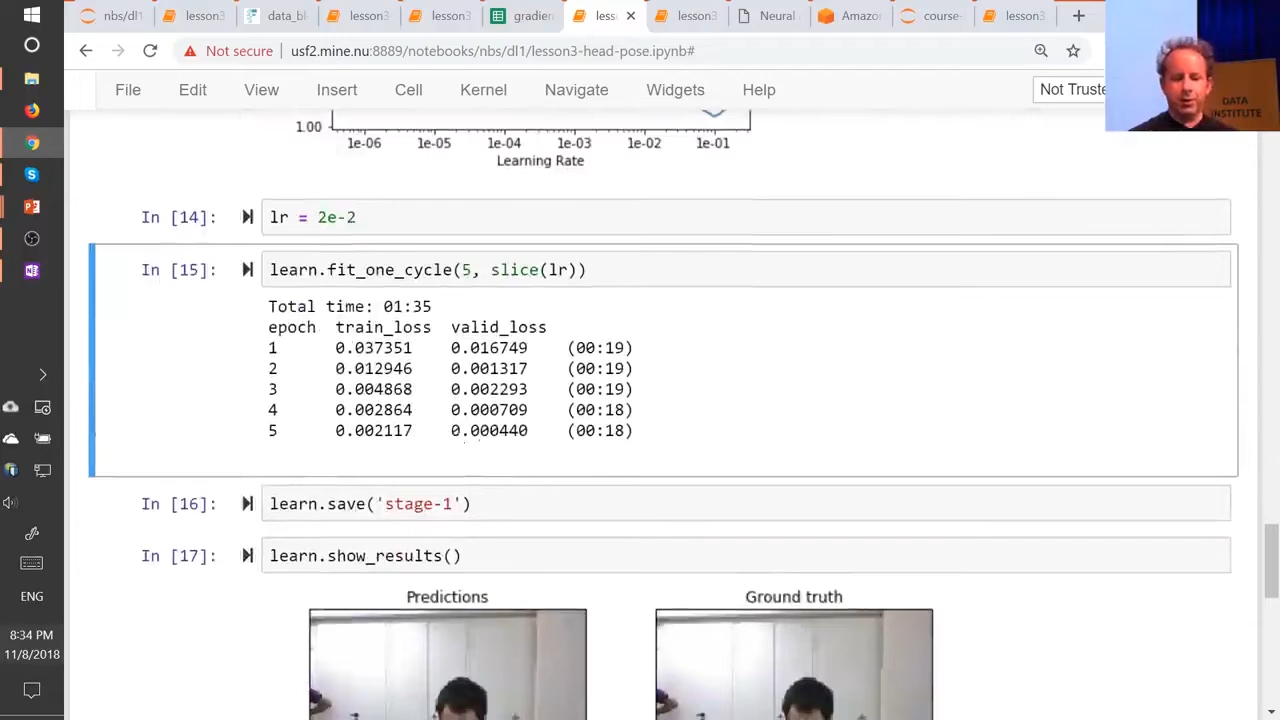 nbs/dl1 lesson3 data_bl lesson3 lesson3 gradien less lesson3 Neural Amazo course- lesson3
Not secure usf2.mine.nu:8889/notebooks/nbs/dl1/lesson3-head-pose.ipynb#
File Edit View Insert Cell Kernel Navigate Widgets Help Not Truste
DATA
INSTITUTE
1.00
1e-06 1e-05 1e-04 1e-03 1e-02 1e-01
Learning Rate
In [14]: lr = 2e-2
In [15]: learn.fit_one_cycle(5, slice(lr))
Total time: 01:35
epoch train_loss valid_loss
1 0.037351 0.016749 (00:19)
2 0.012946 0.001317 (00:19)
3 0.004868 0.002293 (00:19)
4 0.002864 0.000709 (00:18)
5 0.002117 0.000440 (00:18)
In [16]: learn.save('stage-1')
In [17]: learn.show_results()
Predictions Ground truth
ENG
8:34 PM
11/8/2018